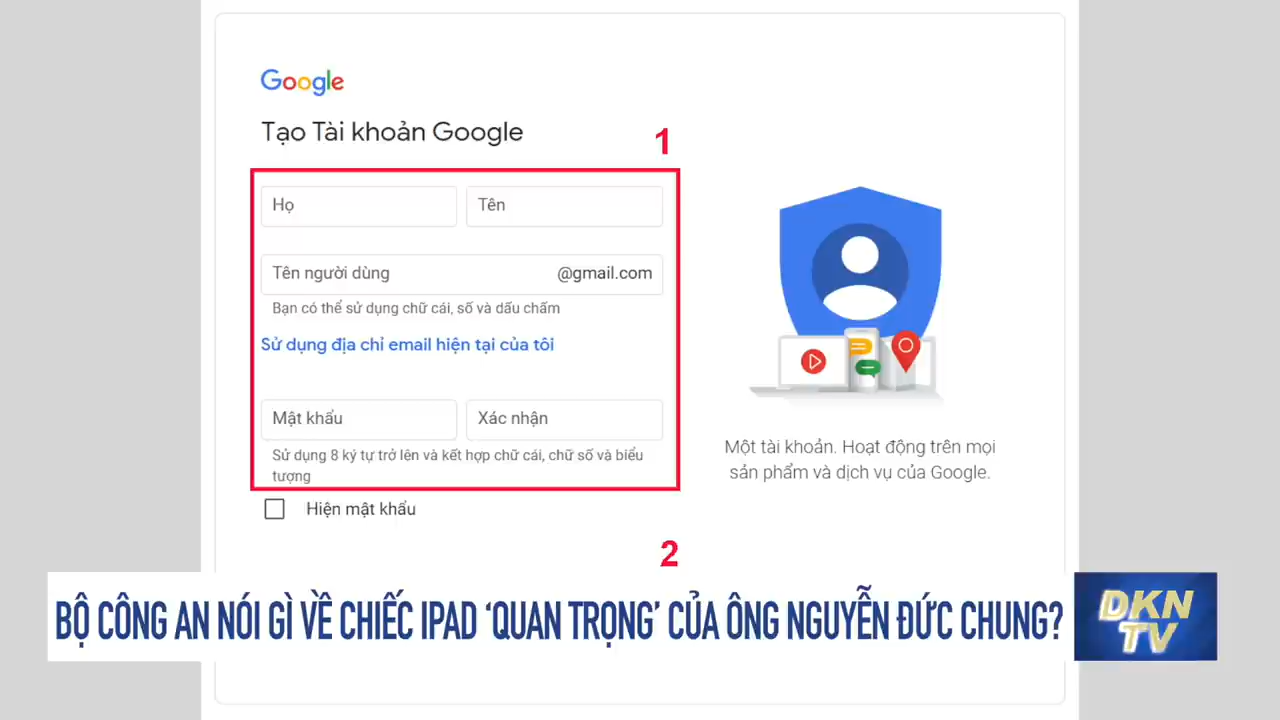 Google
Tạo Tài khoản Google
1
Họ
Tên
Tên người dùng
@gmail.com
Bạn có thể sử dụng chữ cái, số và dấu chấm
Sử dụng địa chỉ email hiện tại của tôi
Mật khẩu
Xác nhận
Sử dụng 8 ký tự trở lên và kết hợp chữ cái, chữ số và biểu
tượng
Hiện mật khẩu
Một tài khoản. Hoạt động trên mọi
sản phẩm và dịch vụ của Google.
2
BỘ CÔNG AN NÓI GÌ VỀ CHIẾC IPAD ‘QUAN TRỌNG’ CỦA ÔNG NGUYỄN ĐỨC CHUNG?
DKN
TV